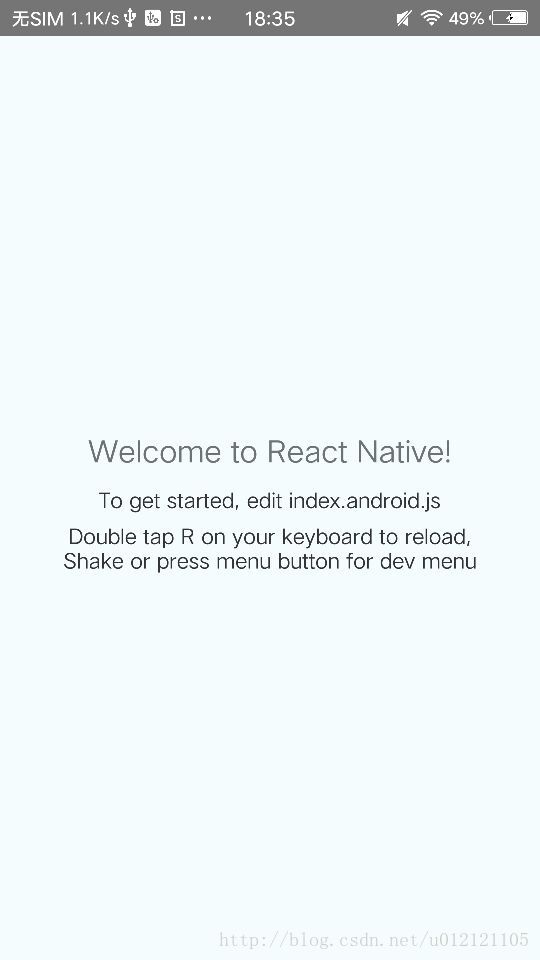 无SIM 1.1K/s 18:35 49%
Welcome to React Native!
To get started, edit index.android.js
Double tap R on your keyboard to reload,
Shake or press menu button for dev menu
http://blog.csdn.net/u012121105